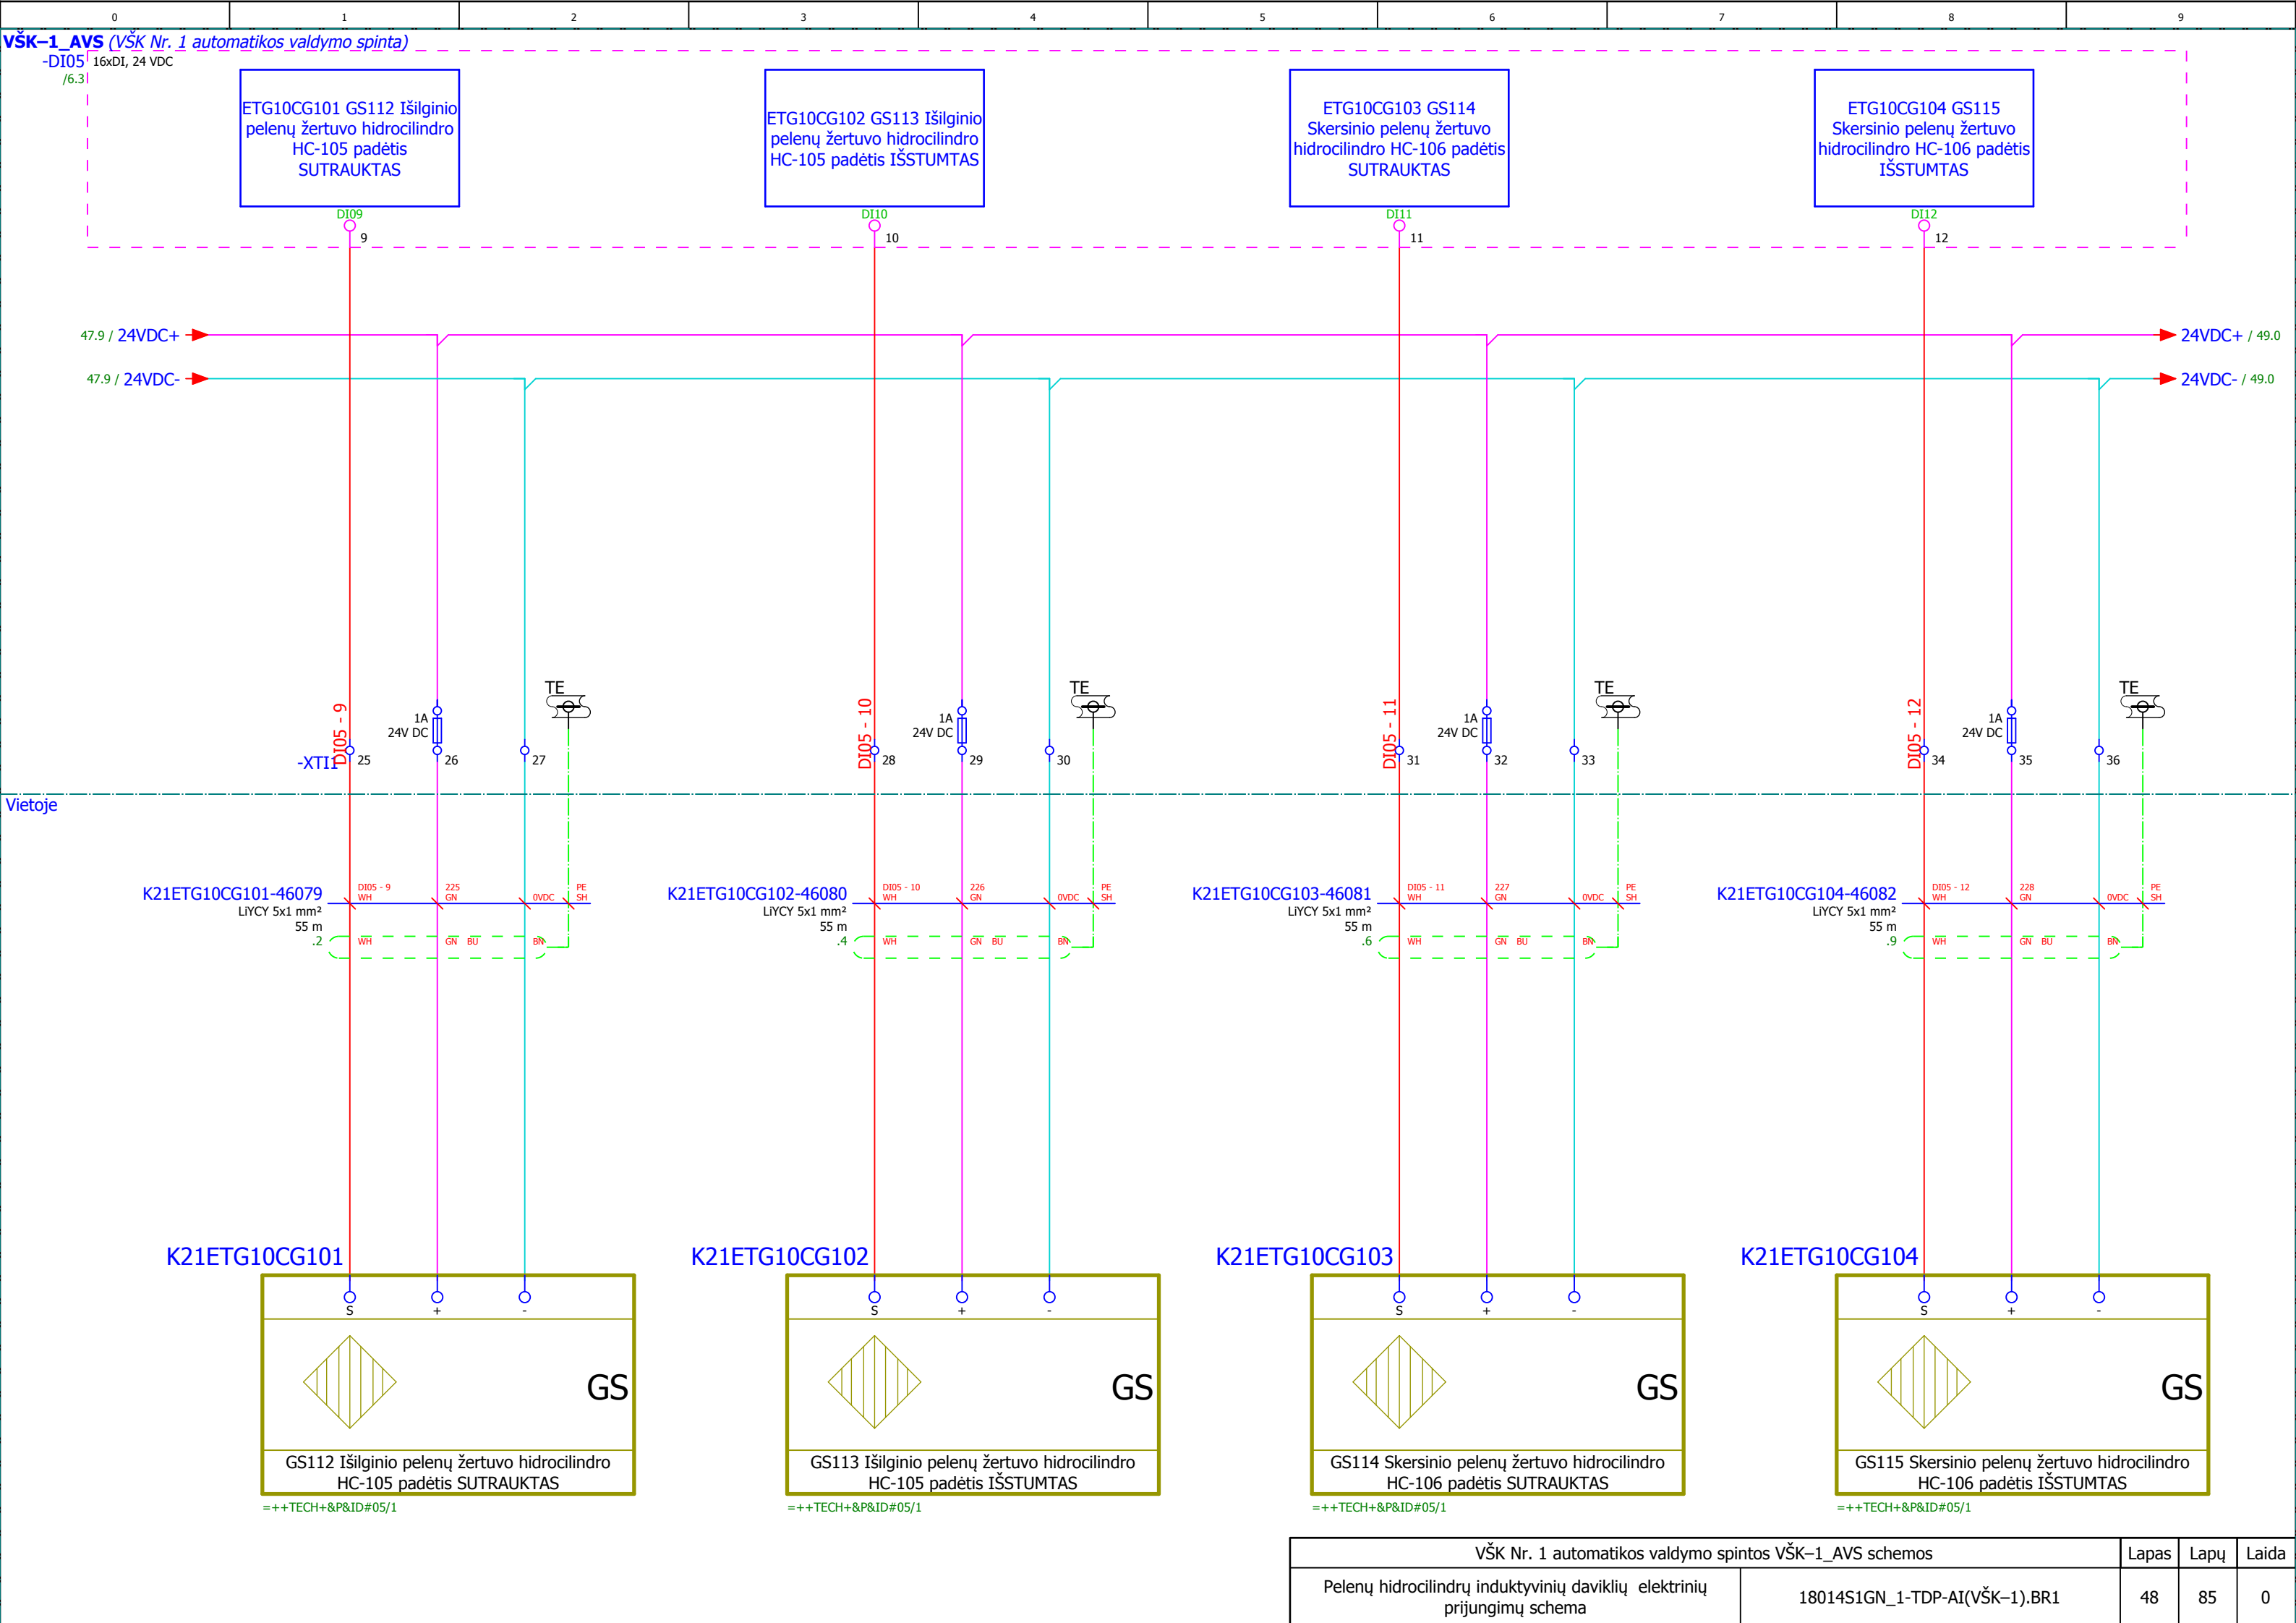 0 1 2 3 4 5 6 7 8 9
VŠK–1_AVS (VŠK Nr. 1 automatikos valdymo spinta)
-DI05 16xDI, 24 VDC
/6.3
ETG10CG101 GS112 Išilginio
pelenų žertuvo hidrocilindro
HC-105 padėtis
SUTRAUKTAS
DI09
9
ETG10CG102 GS113 Išilginio
pelenų žertuvo hidrocilindro
HC-105 padėtis IŠSTUMTAS
DI10
10
ETG10CG103 GS114
Skersinio pelenų žertuvo
hidrocilindro HC-106 padėtis
SUTRAUKTAS
DI11
11
ETG10CG104 GS115
Skersinio pelenų žertuvo
hidrocilindro HC-106 padėtis
IŠSTUMTAS
DI12
12
47.9 / 24VDC+
24VDC+ / 49.0
47.9 / 24VDC-
24VDC- / 49.0
DI05 - 9
1A
24V DC
TE
-XTI1
25 26 27
DI05 - 10
1A
24V DC
TE
28 29 30
DI05 - 11
1A
24V DC
TE
31 32 33
DI05 - 12
1A
24V DC
TE
34 35 36
Vietoje
K21ETG10CG101-46079
LiYCY 5x1 mm²
55 m
.2
DI05 - 9 225 PE
WH GN 0VDC SH
WH GN BU BN
K21ETG10CG102-46080
LiYCY 5x1 mm²
55 m
.4
DI05 - 10 226 PE
WH GN 0VDC SH
WH GN BU BN
K21ETG10CG103-46081
LiYCY 5x1 mm²
55 m
.6
DI05 - 11 227 PE
WH GN 0VDC SH
WH GN BU BN
K21ETG10CG104-46082
LiYCY 5x1 mm²
55 m
.9
DI05 - 12 228 PE
WH GN 0VDC SH
WH GN BU BN
K21ETG10CG101
S + -
GS
GS112 Išilginio pelenų žertuvo hidrocilindro
HC-105 padėtis SUTRAUKTAS
=++TECH+&P&ID#05/1
K21ETG10CG102
S + -
GS
GS113 Išilginio pelenų žertuvo hidrocilindro
HC-105 padėtis IŠSTUMTAS
=++TECH+&P&ID#05/1
K21ETG10CG103
S + -
GS
GS114 Skersinio pelenų žertuvo hidrocilindro
HC-106 padėtis SUTRAUKTAS
=++TECH+&P&ID#05/1
K21ETG10CG104
S + -
GS
GS115 Skersinio pelenų žertuvo hidrocilindro
HC-106 padėtis IŠSTUMTAS
=++TECH+&P&ID#05/1
VŠK Nr. 1 automatikos valdymo spintos VŠK–1_AVS schemos
Lapas Lapų Laida
Pelenų hidrocilindrų induktyvinių daviklių elektrinių
prijungimų schema
18014S1GN_1-TDP-AI(VŠK–1).BR1
48 85 0